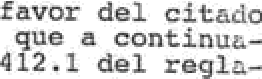 favor del citado
que a continua-
412.1 del regla-